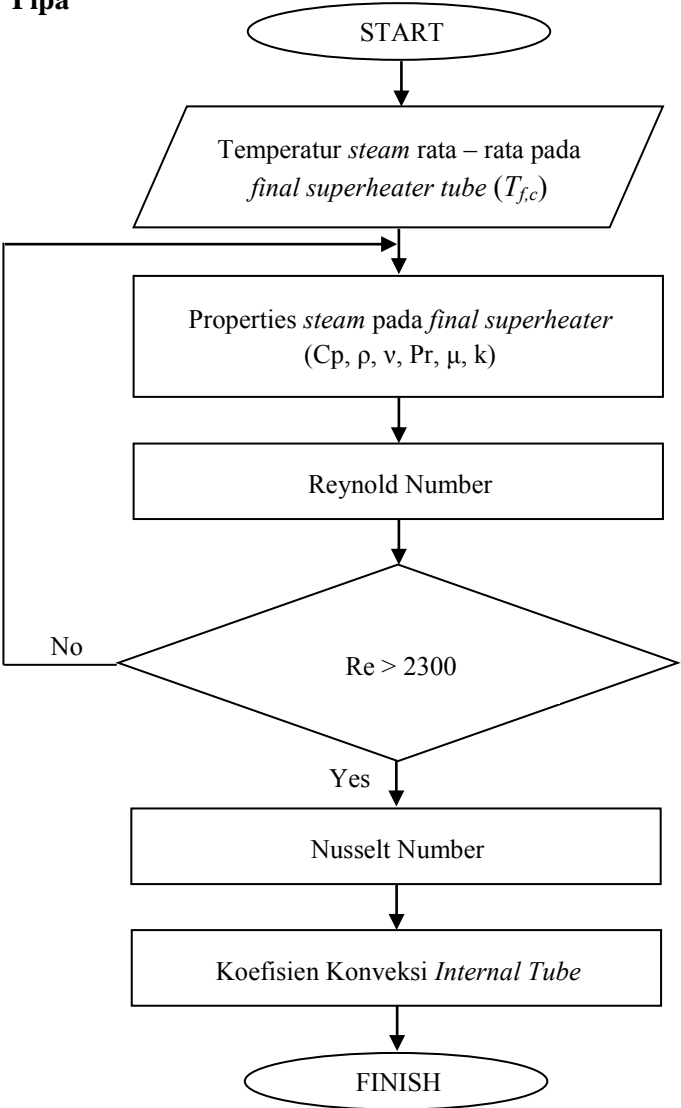 Pipa
START
Temperatur steam rata – rata pada
final superheater tube (Tf,c)
Properties steam pada final superheater
(Cp, ρ, ν, Pr, μ, k)
Reynold Number
No
Re > 2300
Yes
Nusselt Number
Koefisien Konveksi Internal Tube
FINISH